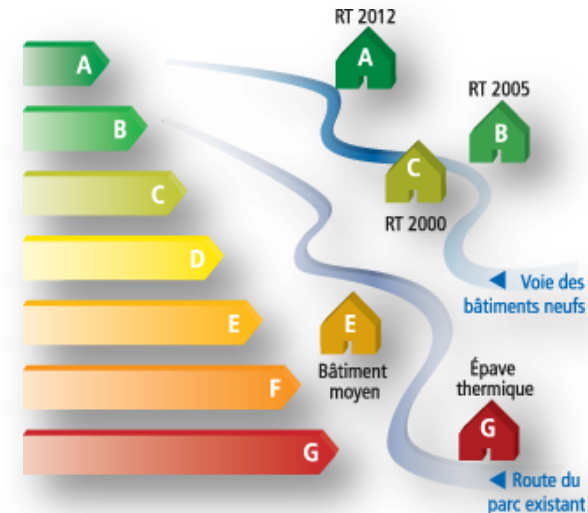 A
B
C
D
E
F
G
RT 2012
A
RT 2005
B
C
RT 2000
Voie des
bâtiments neufs
E
Bâtiment
moyen
Épave
thermique
G
Route du
parc existant